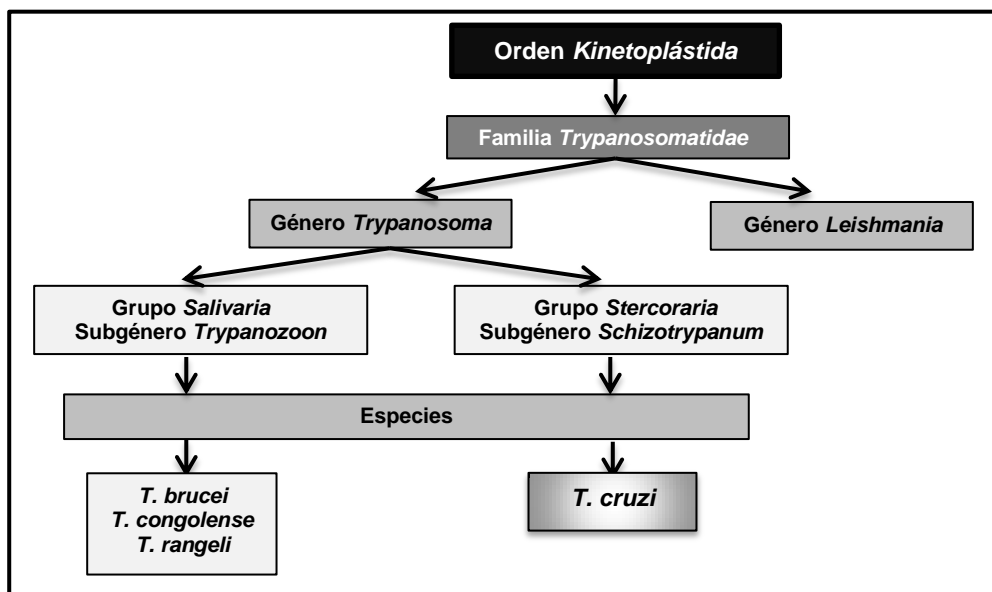 Orden Kinetoplástida
Familia Trypanosomatidae
Género Trypanosoma
Género Leishmania
Grupo Salivaria
Subgénero Trypanozoon
Grupo Stercoraria
Subgénero Schizotrypanum
Especies
T. brucei
T. congolense
T. rangeli
T. cruzi